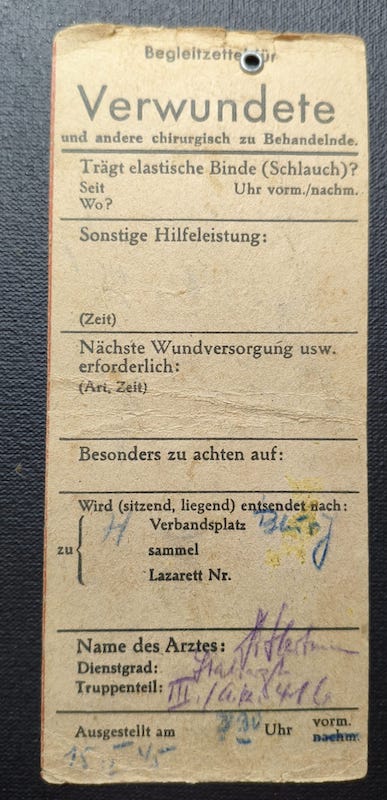 Begleitzettel für
Verwundete
und andere chirurgisch zu Behandelnde.
Trägt elastische Binde (Schlauch)?
Seit Uhr vorm./nachm.
Wo?
Sonstige Hilfeleistung:
(Zeit)
Nächste Wundversorgung usw.
erforderlich:
(Art, Zeit)
Besonders zu achten auf:
Wird (sitzend, liegend) entsendet nach:
H Verbandsplatz
zu { sammel
Lazarett Nr.
Name des Arztes:
Dienstgrad: Stabsarzt
Truppenteil: III.
Ausgestellt am Uhr vorm.
nachm.